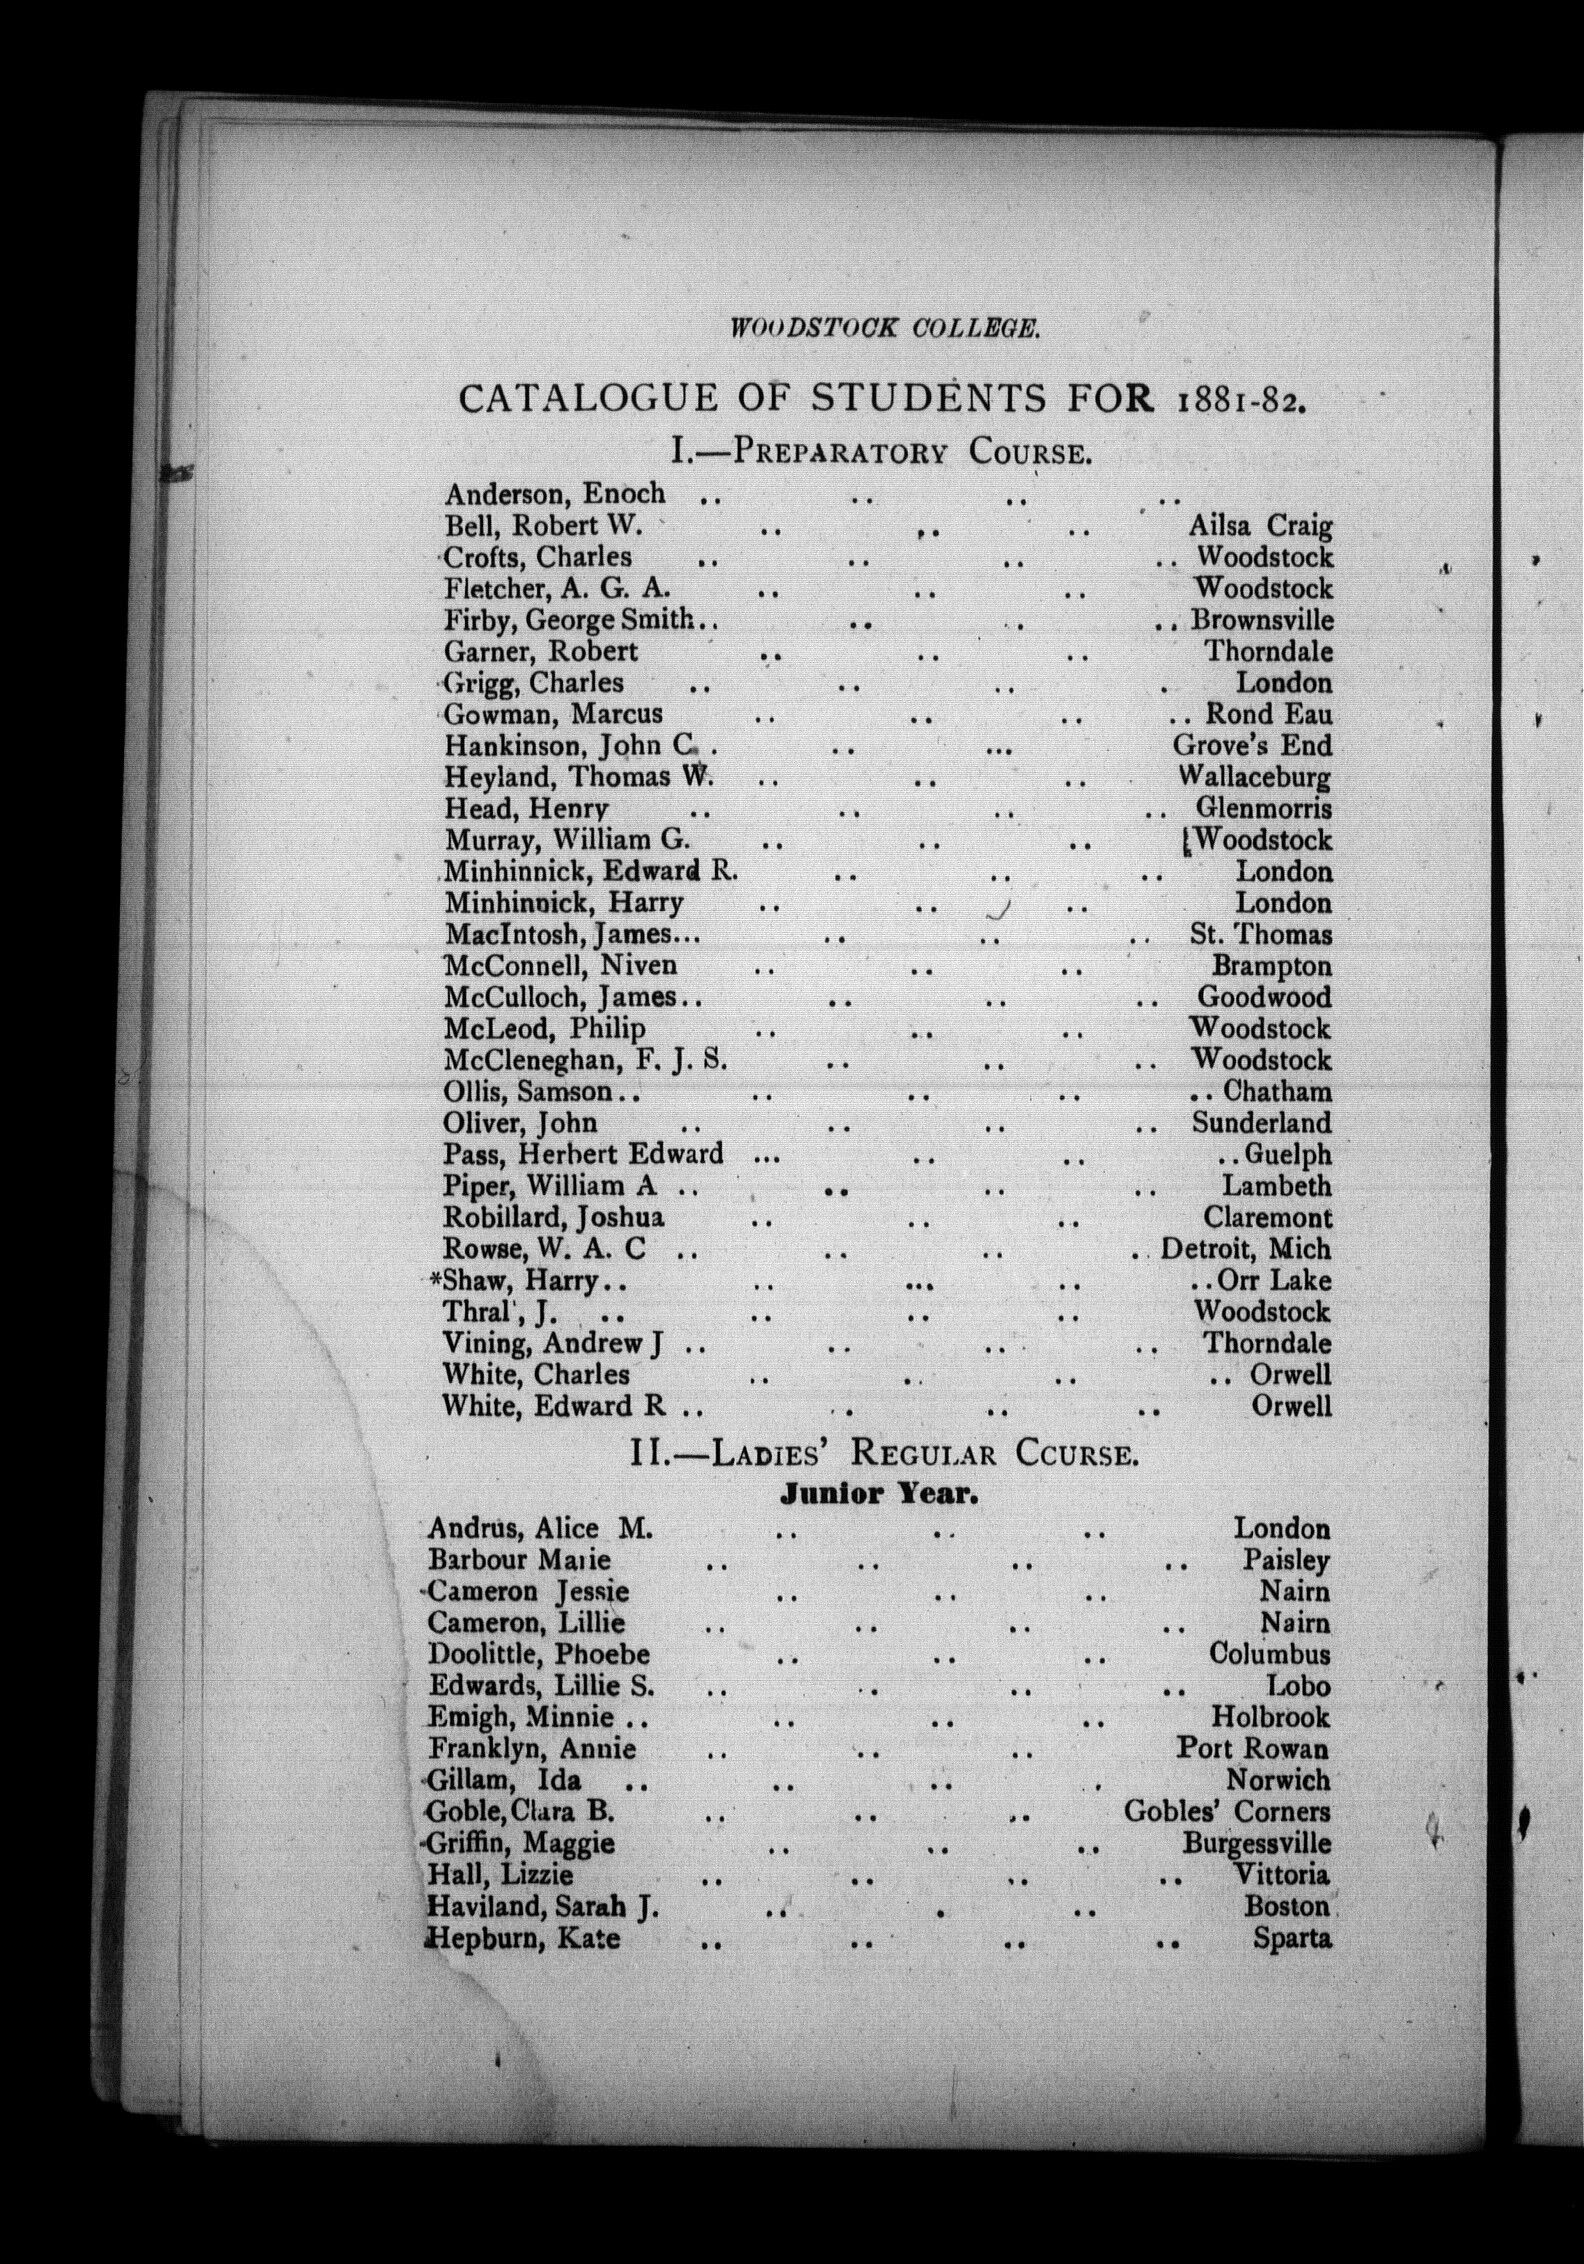 WOODSTOCK COLLEGE.
CATALOGUE OF STUDENTS FOR 1881-82.
I.—PREPARATORY COURSE.
Anderson, Enoch .. .. .. ..
Bell, Robert W. .. .. .. Ailsa Craig
Crofts, Charles .. .. .. .. Woodstock
Fletcher, A. G. A. .. .. .. Woodstock
Firby, George Smith.. .. .. .. Brownsville
Garner, Robert .. .. .. Thorndale
Grigg, Charles .. .. .. . London
Gowman, Marcus .. .. .. .. Rond Eau
Hankinson, John C. . .. ... Grove's End
Heyland, Thomas W. .. .. .. Wallaceburg
Head, Henry .. .. .. .. Glenmorris
Murray, William G. .. .. .. Woodstock
Minhinnick, Edward R. .. .. .. London
Minhinnick, Harry .. .. .. London
MacIntosh, James... .. .. .. St. Thomas
McConnell, Niven .. .. .. Brampton
McCulloch, James.. .. .. .. Goodwood
McLeod, Philip .. .. .. Woodstock
McCleneghan, F. J. S. .. .. .. Woodstock
Ollis, Samson.. .. .. .. .. Chatham
Oliver, John .. .. .. .. Sunderland
Pass, Herbert Edward ... .. .. .. Guelph
Piper, William A .. .. .. .. Lambeth
Robillard, Joshua .. .. .. Claremont
Rowse, W. A. C .. .. .. .. Detroit, Mich
*Shaw, Harry.. .. ... .. .. Orr Lake
Thral', J. .. .. .. .. Woodstock
Vining, Andrew J .. .. .. .. Thorndale
White, Charles .. .. .. .. Orwell
White, Edward R .. .. .. .. Orwell
II.—LADIES' REGULAR CCURSE.
Junior Year.
Andrus, Alice M. .. .. .. London
Barbour Marie .. .. .. .. Paisley
Cameron Jessie .. .. .. Nairn
Cameron, Lillie .. .. .. .. Nairn
Doolittle, Phoebe .. .. .. Columbus
Edwards, Lillie S. .. .. .. .. Lobo
Emigh, Minnie .. .. .. .. Holbrook
Franklyn, Annie .. .. .. Port Rowan
Gillam, Ida .. .. .. . Norwich
Goble, Clara B. .. .. .. Gobles' Corners
Griffin, Maggie .. .. .. Burgessville
Hall, Lizzie .. .. .. .. Vittoria
Haviland, Sarah J. .. . .. Boston
Hepburn, Kate .. .. .. .. Sparta